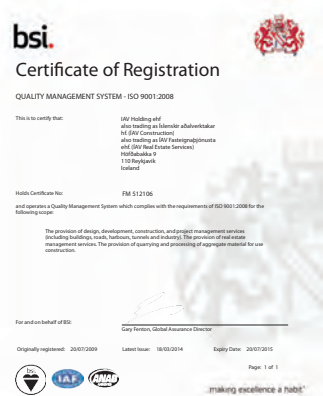 bsi.
Certificate of Registration
QUALITY MANAGEMENT SYSTEM - ISO 9001:2008
This is to certify that:
IAV Holding ehf
also trading as Íslenskir aðalverktakar
hf. (IAV Construction)
also trading as IAV Fasteignaþjónusta
ehf. (IAV Real Estate Services)
Höfðabakka 9
110 Reykjavik
Iceland
Holds Certificate No:
FM 512106
and operates a Quality Management System which complies with the requirements of ISO 9001:2008 for the
following scope:
The provision of design, development, construction, and project management services
(including buildings, roads, harbours, tunnels and industry). The provision of real estate
management services. The provision of quarrying and processing of aggregate material for use
construction.
For and on behalf of BSI:
Gary Fenton, Global Assurance Director
Originally registered: 20/07/2009
Latest Issue: 18/03/2014
Expiry Date: 20/07/2015
Page: 1 of 1
bsi.
IAF
ANAB
...making excellence a habit.™